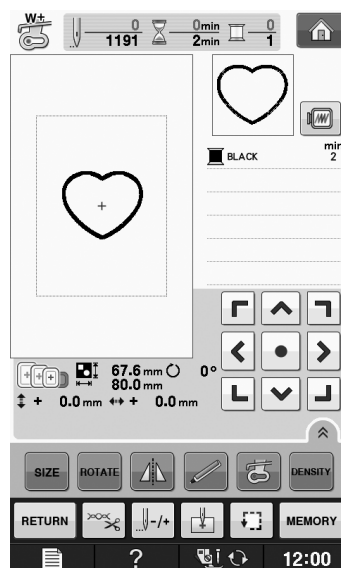 W+ 0 1191 0min 2min 0 1
min
BLACK 2
67.6 mm 0°
80.0 mm
+ 0.0 mm + 0.0 mm
SIZE ROTATE DENSITY
RETURN -/+ MEMORY
? 12:00